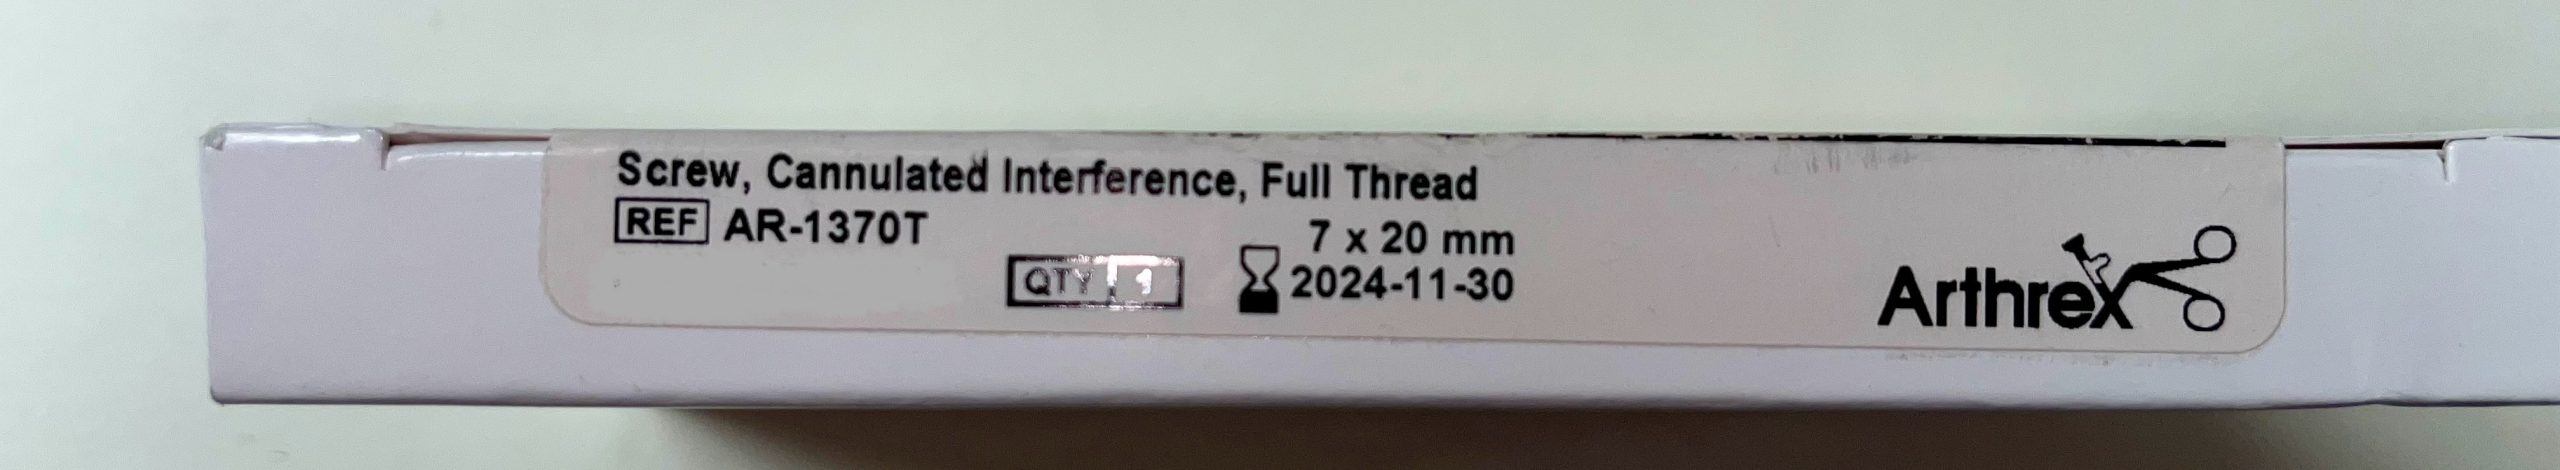 Screw, Cannulated Interference, Full Thread
REF AR-1370T
7 x 20 mm
QTY 1
2024-11-30
Arthrex